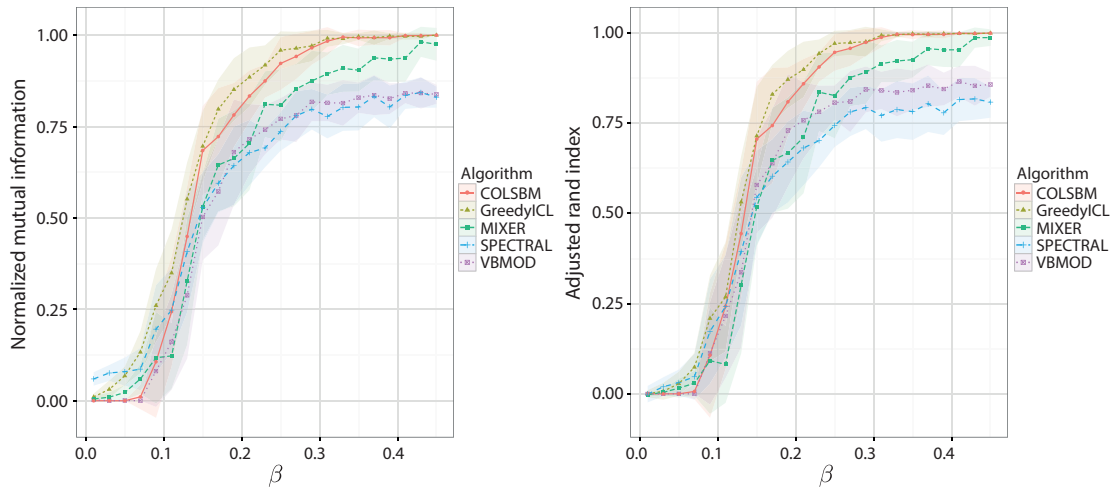 Normalized mutual information
1.00
0.75
0.50
0.25
0.00
0.0 0.1 0.2 0.3 0.4
β
Algorithm
COLSBM
GreedyICL
MIXER
SPECTRAL
VBMOD
Adjusted rand index
1.00
0.75
0.50
0.25
0.00
0.0 0.1 0.2 0.3 0.4
β
Algorithm
COLSBM
GreedyICL
MIXER
SPECTRAL
VBMOD